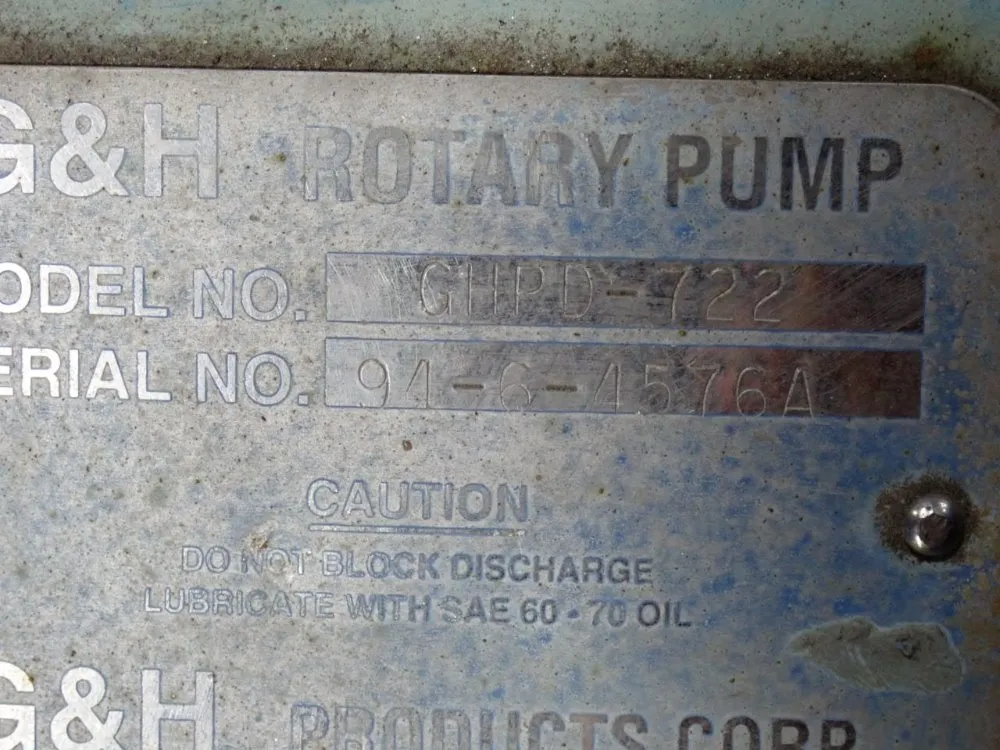 G&H ROTARY PUMP
ODEL NO. GHPD-722
ERIAL NO. 94-6-4576A
CAUTION
DO NOT BLOCK DISCHARGE
LUBRICATE WITH SAE 60-70 OIL
G&H PRODUCTS CORP